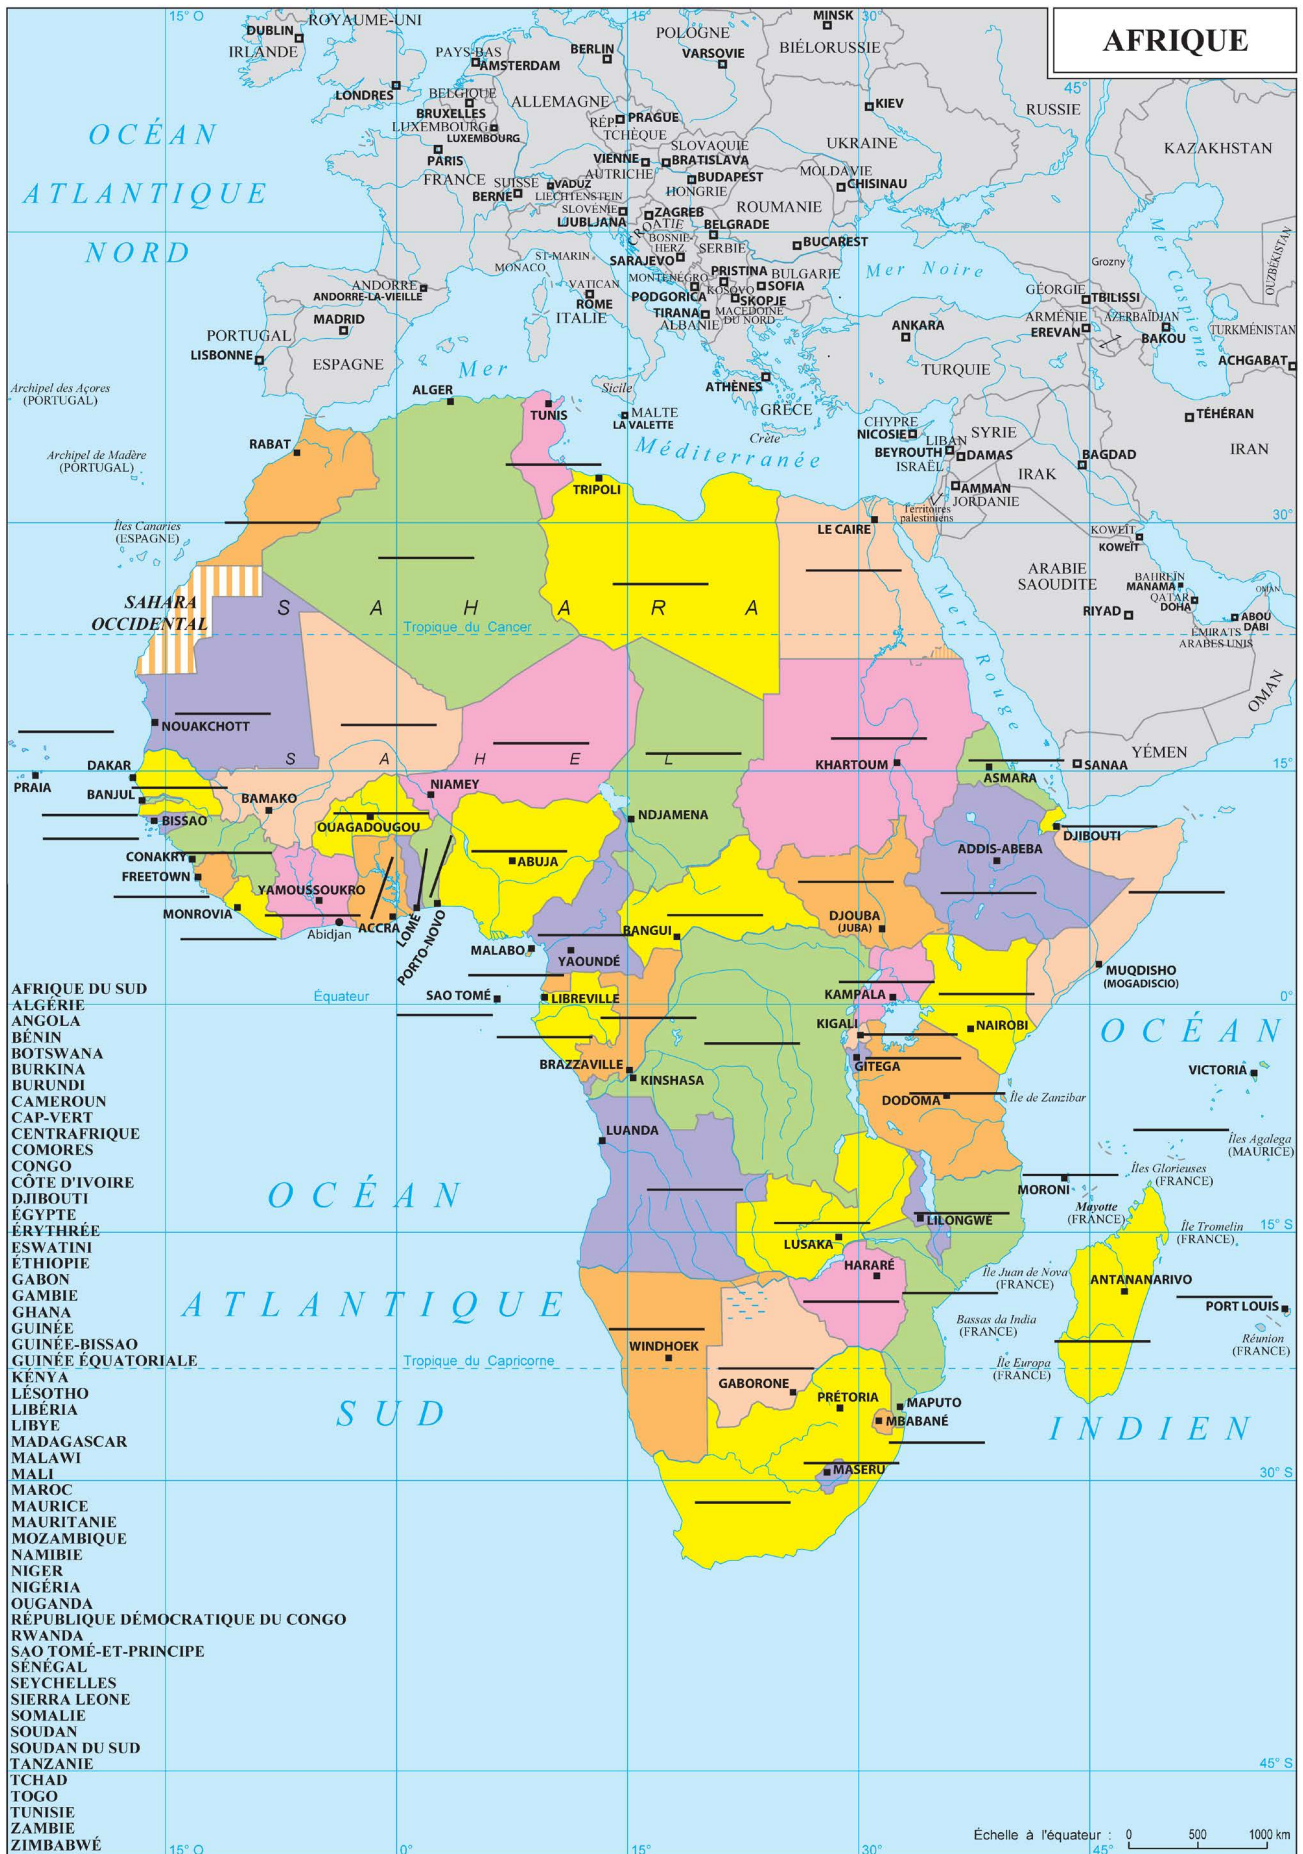 AFRIQUE
15° O
0°
15°
30°
45°
ROYAUME-UNI
DUBLIN
IRLANDE
LONDRES
PAYS-BAS
AMSTERDAM
BELGIQUE
BRUXELLES
LUXEMBOURG
LUXEMBOURG
PARIS
FRANCE
BERLIN
ALLEMAGNE
POLOGNE
VARSOVIE
MINSK
BIÉLORUSSIE
KIEV
UKRAINE
RUSSIE
KAZAKHSTAN
RÉP.
TCHÈQUE
PRAGUE
SLOVAQUIE
VIENNE
BRATISLAVA
AUTRICHE
BUDAPEST
HONGRIE
MOLDAVIE
CHISINAU
SUISSE
BERNE
VADUZ
LIECHTENSTEIN
SLOVÉNIE
LJUBLJANA
ZAGREB
CROATIE
ROUMANIE
BELGRADE
BUCAREST
BOSNIE-
HERZ.
SERBIE
SARAJEVO
ST-MARIN
MONACO
PRISTINA
BULGARIE
MONTÉNÉGRO
KOSOVO
SOFIA
PODGORICA
SKOPJE
MACÉDOINE
DU NORD
TIRANA
ALBANIE
VATICAN
ROME
ITALIE
ANDORRE
ANDORRE-LA-VIEILLE
MADRID
PORTUGAL
LISBONNE
ESPAGNE
OCÉAN
ATLANTIQUE
NORD
Mer Noire
Mer Caspienne
Grozny
GÉORGIE
TBILISSI
ARMÉNIE
EREVAN
AZERBAÏDJAN
BAKOU
OUZBÉKISTAN
TURKMÉNISTAN
ACHGABAT
ANKARA
TURQUIE
ATHÈNES
GRÈCE
Crète
Sicile
MALTE
LA VALETTE
Mer
Méditerranée
CHYPRE
NICOSIE
LIBAN
BEYROUTH
ISRAËL
SYRIE
DAMAS
BAGDAD
IRAK
TÉHÉRAN
IRAN
AMMAN
JORDANIE
Territoires
palestiniens
KOWEÏT
KOWEÏT
ARABIE
SAOUDITE
RIYAD
BAHREÏN
MANAMA
QATAR
DOHA
OMAN
ABOU
DABI
ÉMIRATS
ARABES UNIS
OMAN
YÉMEN
SANAA
Mer Rouge
Archipel des Açores
(PORTUGAL)
Archipel de Madère
(PORTUGAL)
Îles Canaries
(ESPAGNE)
ALGER
TUNIS
RABAT
TRIPOLI
LE CAIRE
30°
SAHARA
OCCIDENTAL
S A H A R A
Tropique du Cancer
NOUAKCHOTT
S A H E L
15°
PRAIA
DAKAR
BANJUL
BISSAO
BAMAKO
NIAMEY
OUAGADOUGOU
CONAKRY
FREETOWN
YAMOUSSOUKRO
MONROVIA
Abidjan
ACCRA
LOMÉ
PORTO-NOVO
ABUJA
NDJAMENA
KHARTOUM
ASMARA
DJIBOUTI
ADDIS-ABEBA
DJOUBA
(JUBA)
BANGUI
MALABO
YAOUNDÉ
MUQDISHO
(MOGADISCIO)
Équateur
0°
SAO TOMÉ
LIBREVILLE
KAMPALA
KIGALI
NAIROBI
GITEGA
BRAZZAVILLE
KINSHASA
DODOMA
Île de Zanzibar
VICTORIA
OCÉAN
LUANDA
Îles Agalega
(MAURICE)
MORONI
Îles Glorieuses
(FRANCE)
Mayotte
(FRANCE)
Île Tromelin
(FRANCE)
15° S
LILONGWÉ
LUSAKA
HARARÉ
Île Juan de Nova
(FRANCE)
ANTANANARIVO
PORT LOUIS
Bassas da India
(FRANCE)
Réunion
(FRANCE)
Île Europa
(FRANCE)
OCÉAN
ATLANTIQUE
SUD
WINDHOEK
Tropique du Capricorne
GABORONE
PRÉTORIA
MAPUTO
MBABANÉ
MASERU
INDIEN
30° S
45° S
AFRIQUE DU SUD
ALGÉRIE
ANGOLA
BÉNIN
BOTSWANA
BURKINA
BURUNDI
CAMEROUN
CAP-VERT
CENTRAFRIQUE
COMORES
CONGO
CÔTE D'IVOIRE
DJIBOUTI
ÉGYPTE
ÉRYTHRÉE
ESWATINI
ÉTHIOPIE
GABON
GAMBIE
GHANA
GUINÉE
GUINÉE-BISSAO
GUINÉE ÉQUATORIALE
KÉNYA
LÉSOTHO
LIBÉRIA
LIBYE
MADAGASCAR
MALAWI
MALI
MAROC
MAURICE
MAURITANIE
MOZAMBIQUE
NAMIBIE
NIGER
NIGÉRIA
OUGANDA
RÉPUBLIQUE DÉMOCRATIQUE DU CONGO
RWANDA
SAO TOMÉ-ET-PRINCIPE
SÉNÉGAL
SEYCHELLES
SIERRA LEONE
SOMALIE
SOUDAN
SOUDAN DU SUD
TANZANIE
TCHAD
TOGO
TUNISIE
ZAMBIE
ZIMBABWÉ
15° O
0°
15°
30°
45°
Échelle à l'équateur : 0 500 1000 km